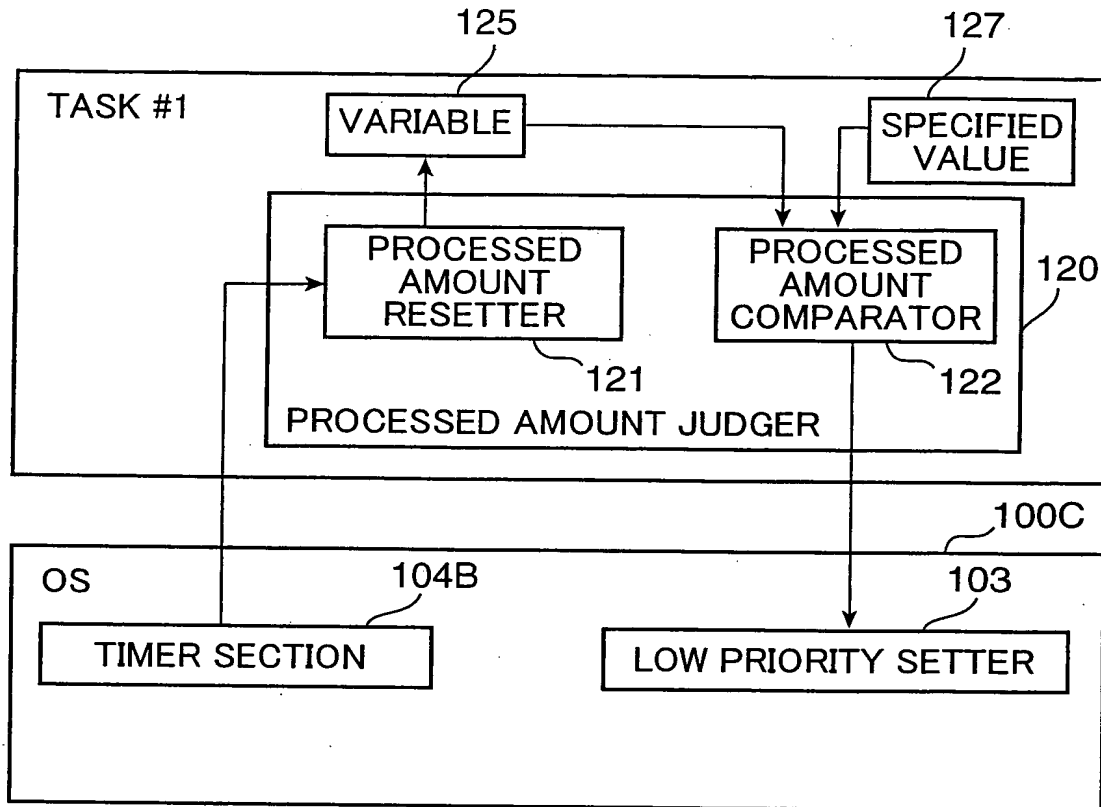 125
127
TASK #1
VARIABLE
SPECIFIED
VALUE
PROCESSED
AMOUNT
RESETTER
PROCESSED
AMOUNT
COMPARATOR
120
121
122
PROCESSED AMOUNT JUDGER
100C
OS
104B
103
TIMER SECTION
LOW PRIORITY SETTER